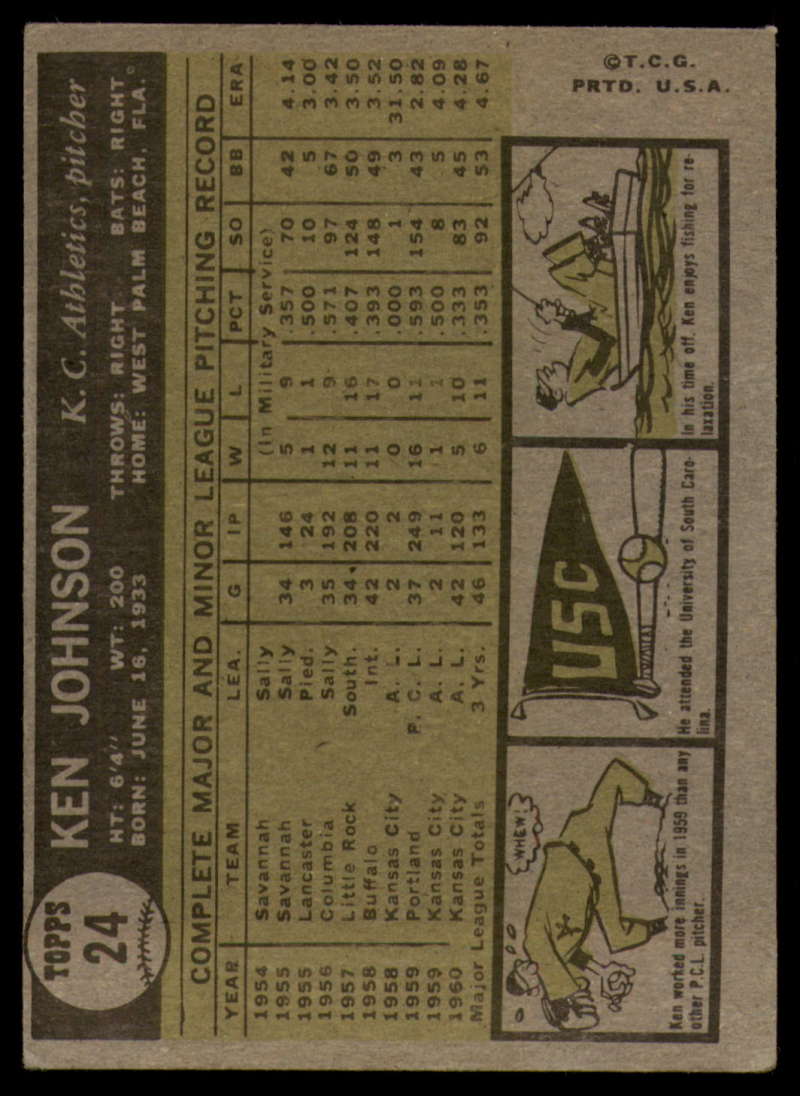 TOPPS
24
KEN JOHNSON K. C. Athletics, pitcher
HT: 6'4" WT: 200 THROWS: RIGHT BATS: RIGHT
BORN: JUNE 16, 1933 HOME: WEST PALM BEACH, FLA.
COMPLETE MAJOR AND MINOR LEAGUE PITCHING RECORD
YEAR TEAM LEA. G IP W L PCT SO BB ERA
1954 Savannah Sally (In Military Service)
1955 Savannah Sally 34 146 5 9 .357 70 42 4.14
1955 Lancaster Pied. 3 24 1 1 .500 10 5 3.00
1956 Columbia Sally 35 192 12 9 .571 97 67 3.42
1957 Little Rock South. 34 208 11 16 .407 124 50 3.50
1958 Buffalo Int. 42 220 11 17 .393 148 49 3.52
1958 Kansas City A. L. 2 2 0 0 .000 1 3 31.50
1959 Portland P. C. L. 37 249 16 11 .593 154 43 2.82
1959 Kansas City A. L. 2 11 1 1 .500 8 5 4.09
1960 Kansas City A. L. 42 120 5 10 .333 83 45 4.28
Major League Totals 3 Yrs. 46 133 6 11 .353 92 53 4.67
WHEW!
Ken worked more innings in 1959 than any
other P.C.L. pitcher.
USC
He attended the University of South Caro-
lina.
In his time off. Ken enjoys fishing for re-
laxation.
©T.C.G.
PRTD. U.S.A.